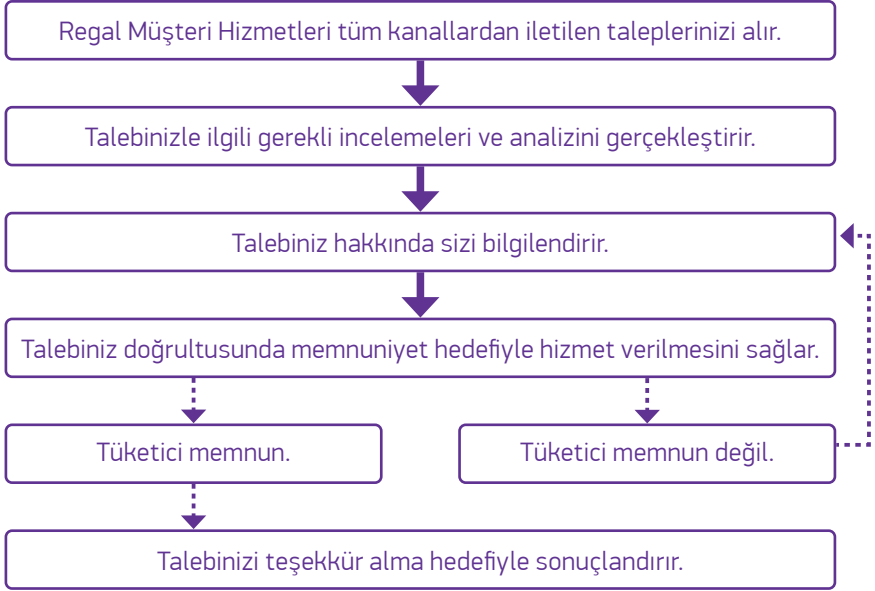 Regal Müşteri Hizmetleri tüm kanallardan iletilen taleplerinizi alır.
Talebinizle ilgili gerekli incelemeleri ve analizini gerçekleştirir.
Talebiniz hakkında sizi bilgilendirir.
Talebiniz doğrultusunda memnuniyet hedefiyle hizmet verilmesini sağlar.
Tüketici memnun.
Tüketici memnun değil.
Talebinizi teşekkür alma hedefiyle sonuçlandırır.